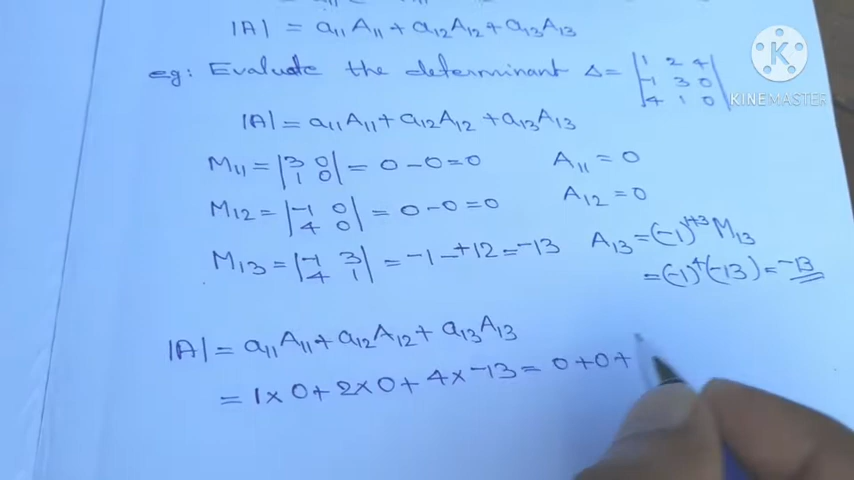 |A| = a₁₁A₁₁ + a₁₂A₁₂ + a₁₃A₁₃
eg: Evaluate the determinant Δ = |1 2 4|
|-1 3 0|
|4 1 0|
KINEMASTER
|A| = a₁₁A₁₁ + a₁₂A₁₂ + a₁₃A₁₃
M₁₁ = |3 0| = 0 - 0 = 0 A₁₁ = 0
|1 0|
M₁₂ = |-1 0| = 0 - 0 = 0 A₁₂ = 0
|4 0|
M₁₃ = |-1 3| = -1 - +12 = -13 A₁₃ = (-1)¹⁺³ M₁₃
|4 1| = (-1)⁴(-13) = -13
|A| = a₁₁A₁₁ + a₁₂A₁₂ + a₁₃A₁₃
= 1 × 0 + 2 × 0 + 4 × -13 = 0 + 0 +